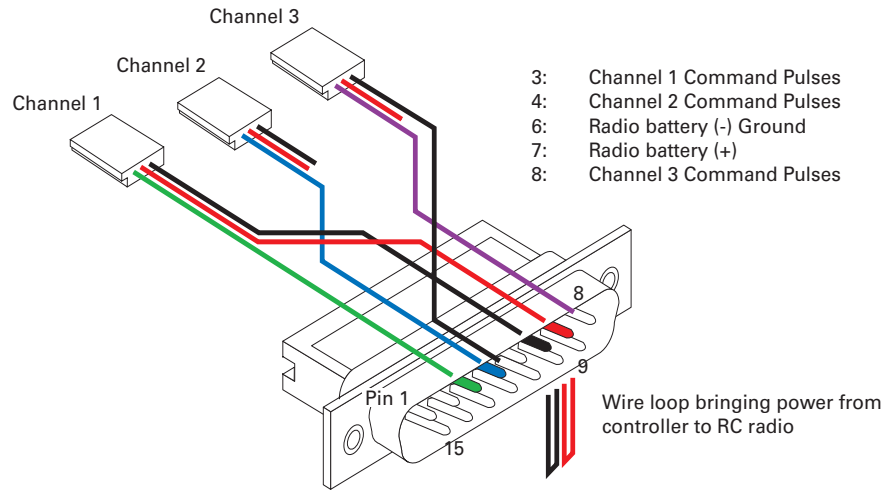 Channel 3
Channel 2
Channel 1
3: Channel 1 Command Pulses
4: Channel 2 Command Pulses
6: Radio battery (-) Ground
7: Radio battery (+)
8: Channel 3 Command Pulses
8
9
Pin 1
15
Wire loop bringing power from
controller to RC radio